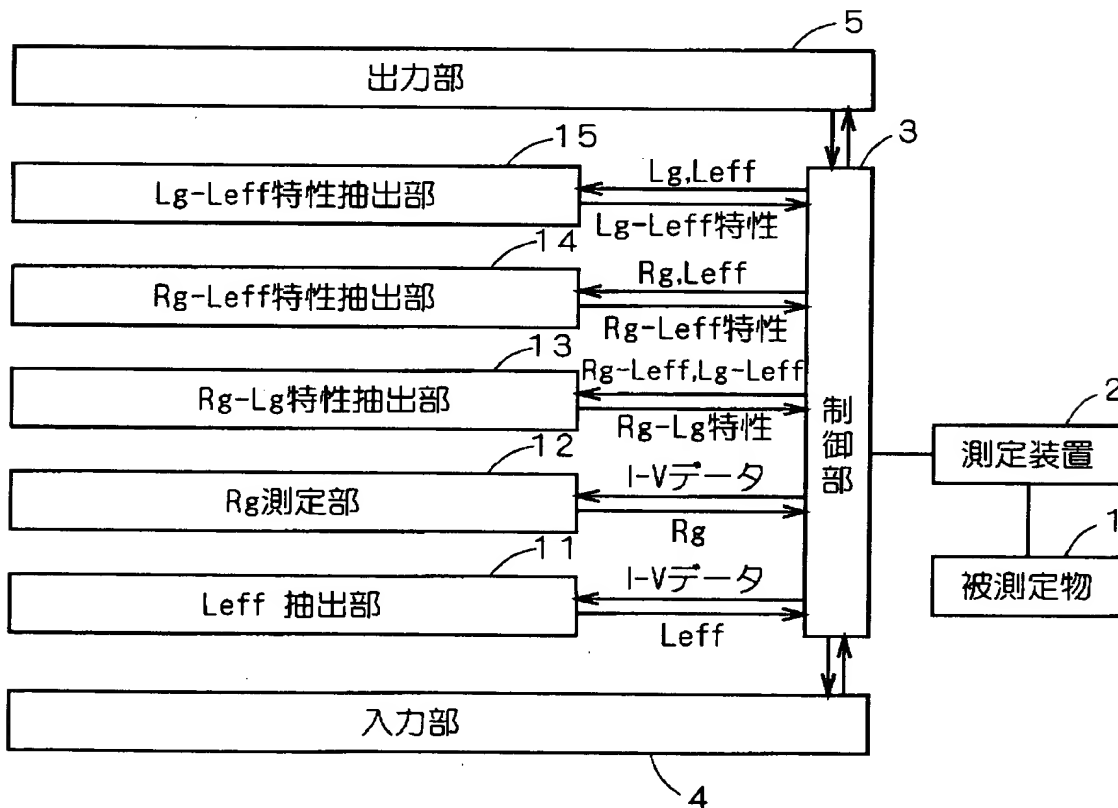 5
出力部
15
3
Lg-Leff特性抽出部
Lg,Leff
Lg-Leff特性
14
Rg-Leff特性抽出部
Rg,Leff
Rg-Leff特性
13
Rg-Lg特性抽出部
Rg-Leff,Lg-Leff
Rg-Lg特性
制御部
2
測定装置
12
Rg測定部
I-Vデータ
Rg
1
被測定物
11
Leff 抽出部
I-Vデータ
Leff
入力部
4